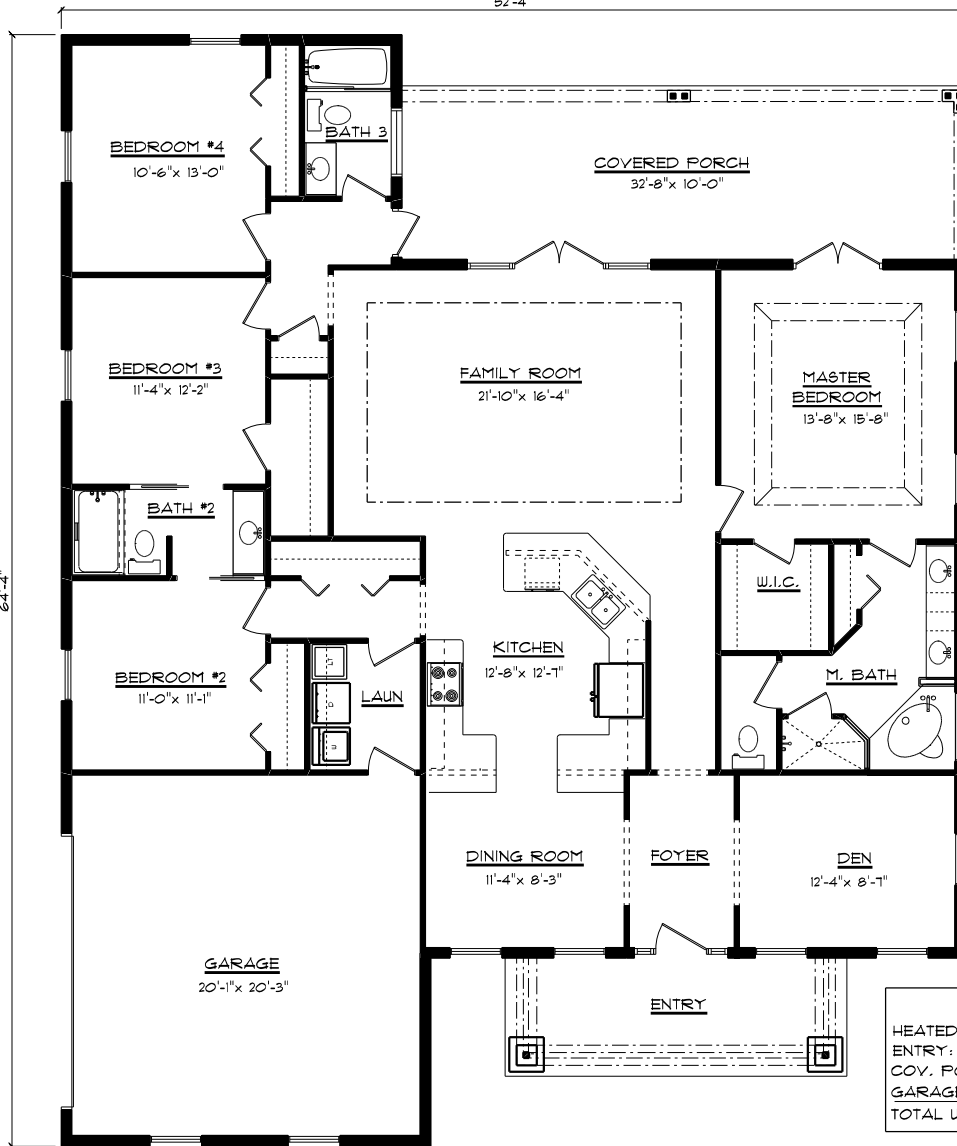 52'-4"
BEDROOM #4
10'-6"x 13'-0"
BATH 3
COVERED PORCH
32'-8"x 10'-0"
BEDROOM #3
11'-4"x 12'-2"
FAMILY ROOM
21'-10"x 16'-4"
MASTER
BEDROOM
13'-8"x 15'-8"
BATH #2
64'-4"
W.I.C.
KITCHEN
12'-8"x 12'-7"
BEDROOM #2
11'-0"x 11'-1"
LAUN
LT
W
D
M. BATH
DINING ROOM
11'-4"x 8'-3"
FOYER
DEN
12'-4"x 8'-7"
GARAGE
20'-1"x 20'-3"
ENTRY
HEATED
ENTRY:
COV. PO
GARAGE
TOTAL U